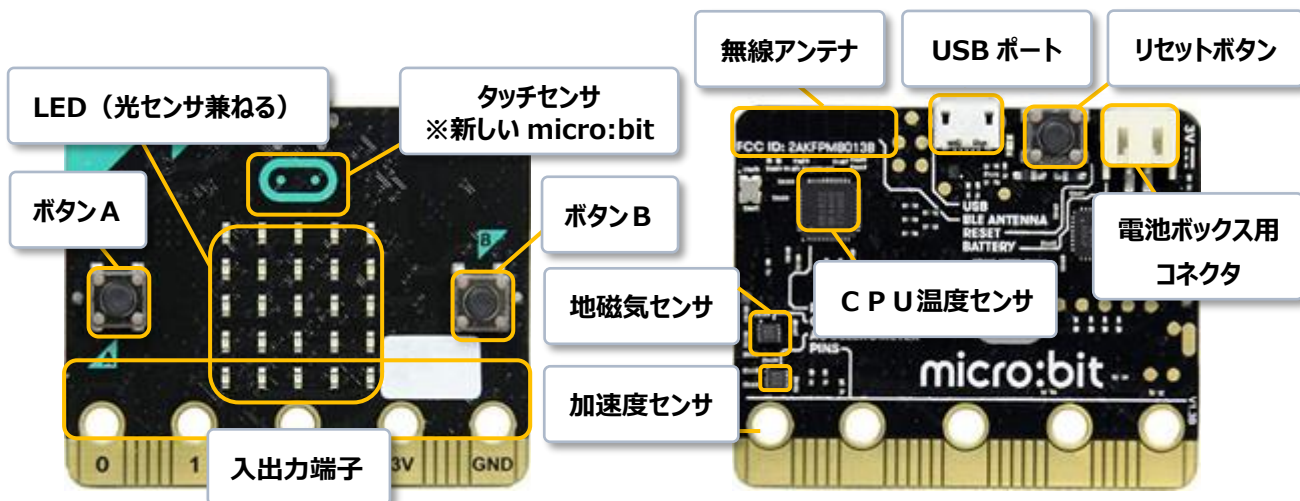 無線アンテナ
USB ポート
リセットボタン
LED（光センサ兼ねる）
タッチセンサ
※新しい micro:bit
ボタンA
ボタンB
B
A
FCC ID: 2AKFPMB013B
3V
USB
BLE ANTENNA
RESET
BATTERY
電池ボックス用
コネクタ
地磁気センサ
ＣＰＵ温度センサ
PINS
micro:bit
加速度センサ
0
1
3V
GND
入出力端子